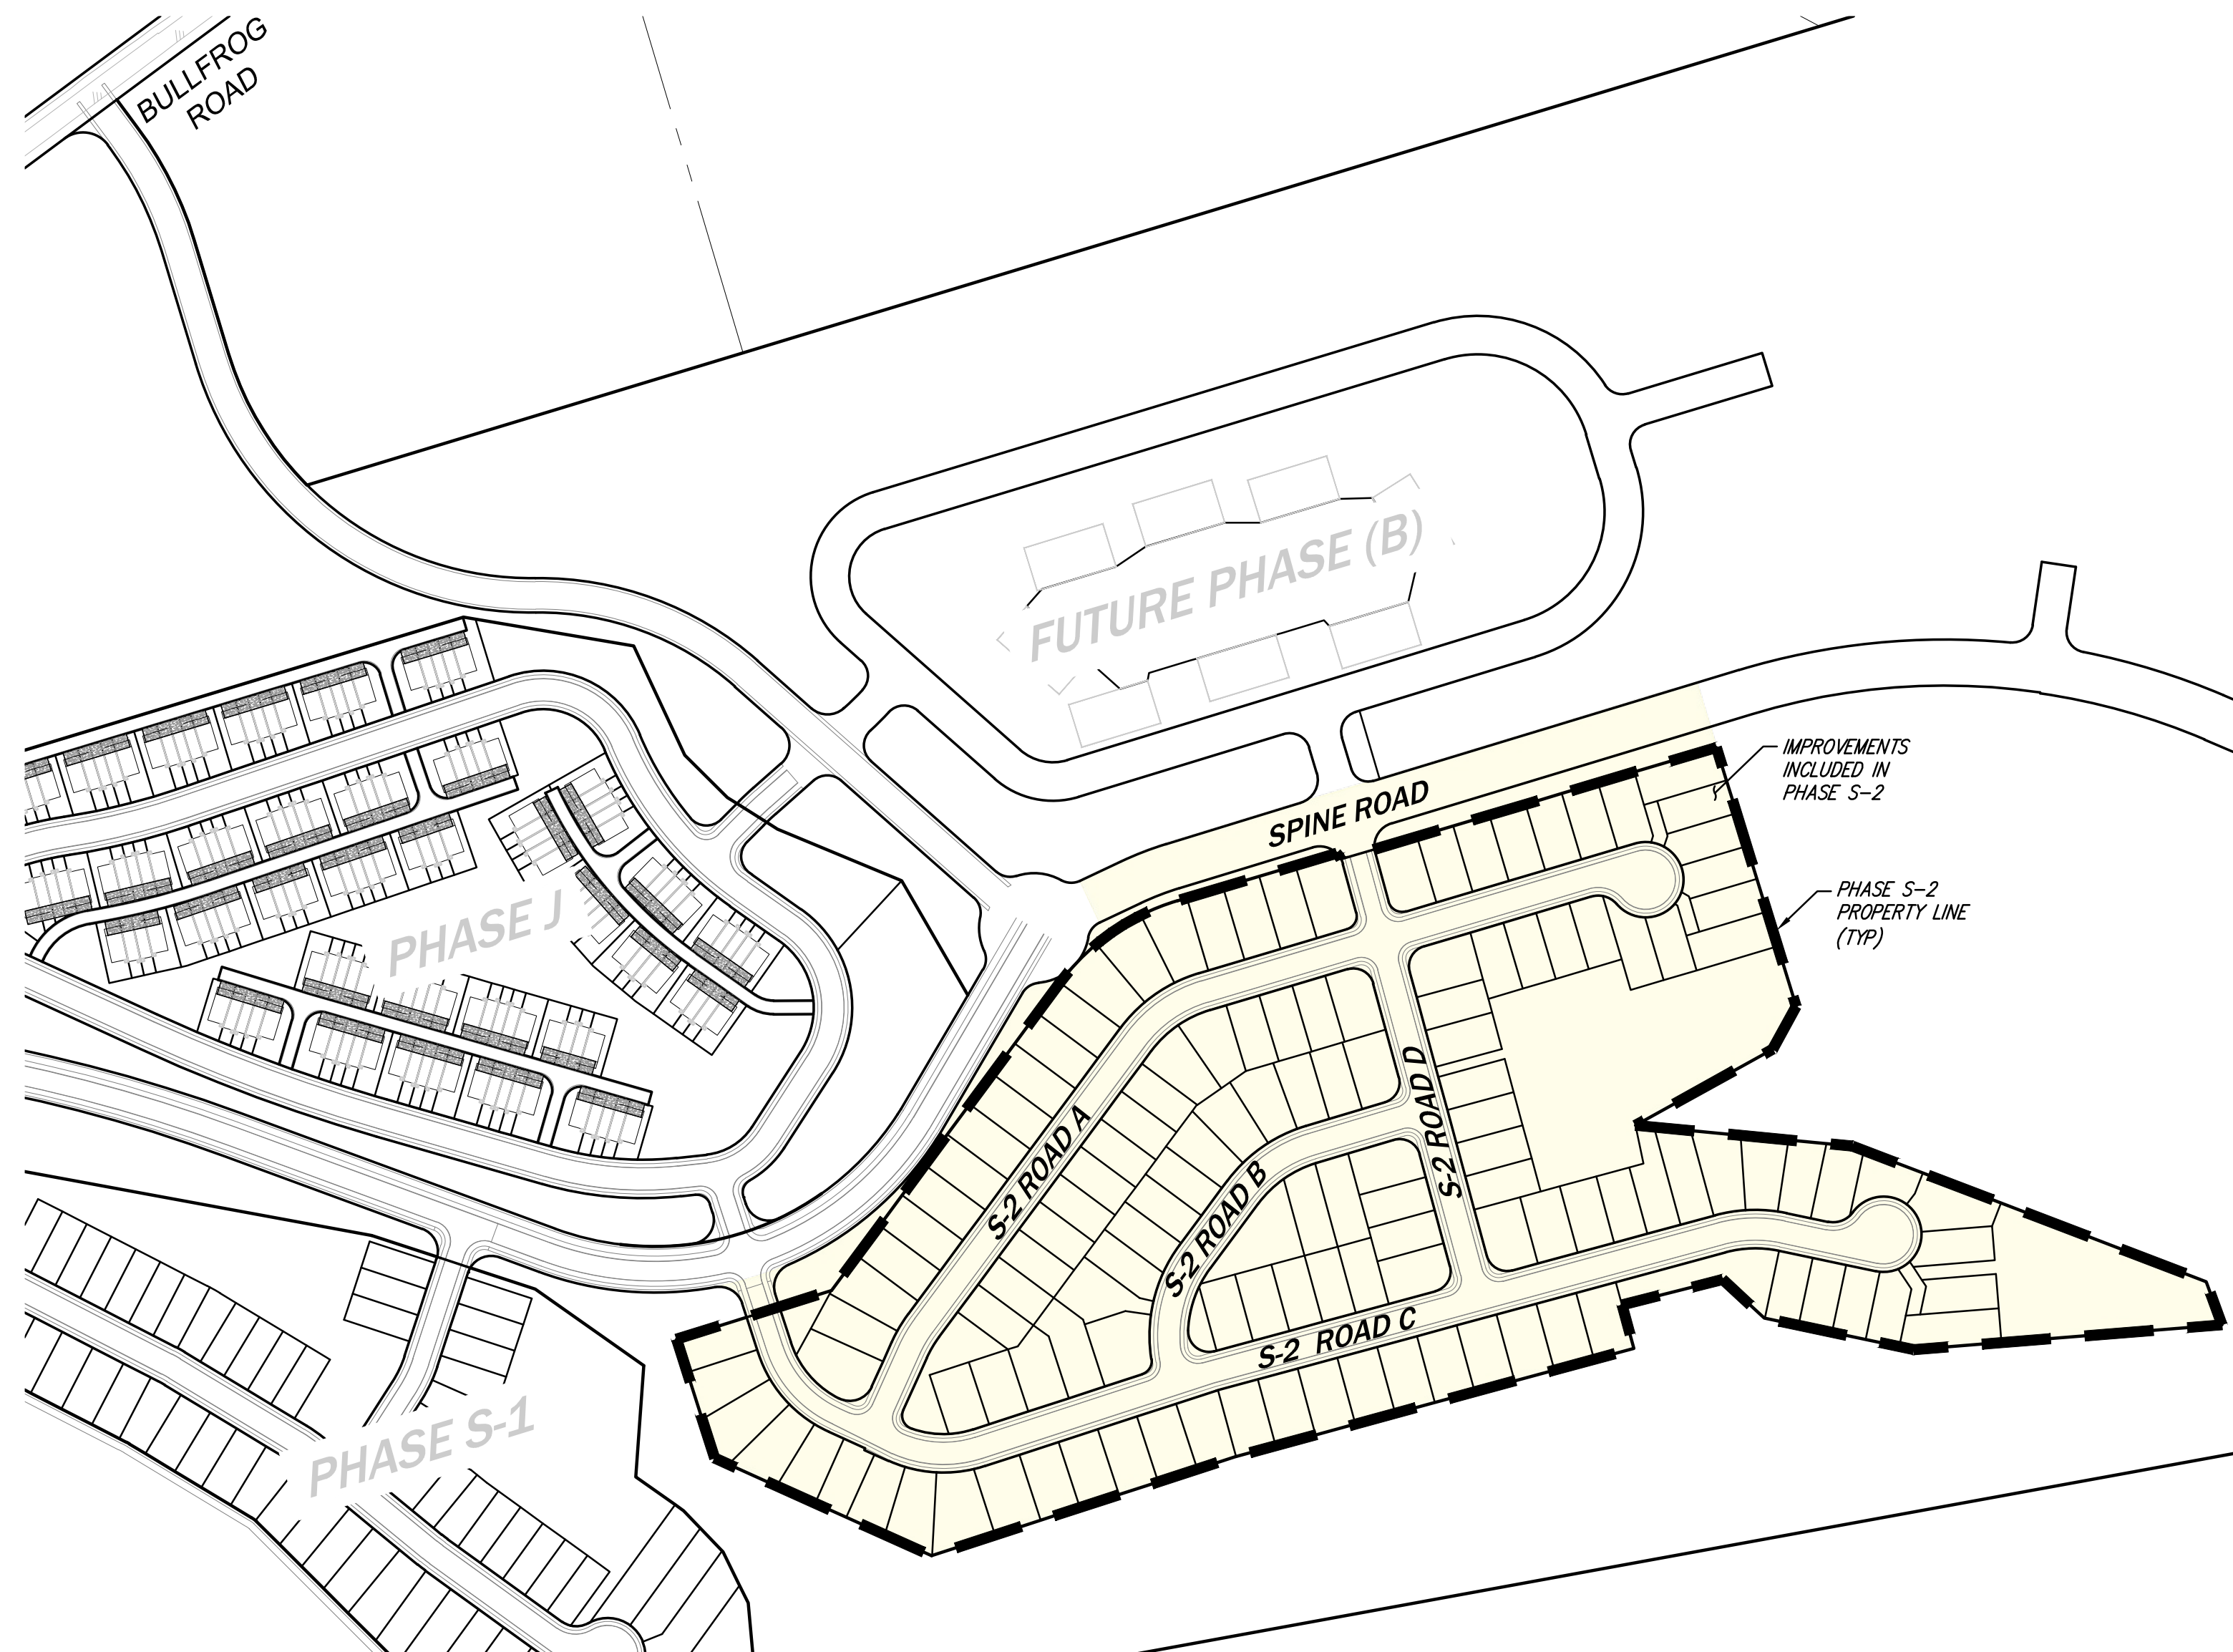 BULLFROG
ROAD
FUTURE PHASE (B)
IMPROVEMENTS
INCLUDED IN
PHASE S-2
SPINE ROAD
PHASE S-2
PROPERTY LINE
(TYP)
PHASE J
S-2 ROAD A
S-2 ROAD D
S-2 ROAD B
S-2 ROAD C
PHASE S-1